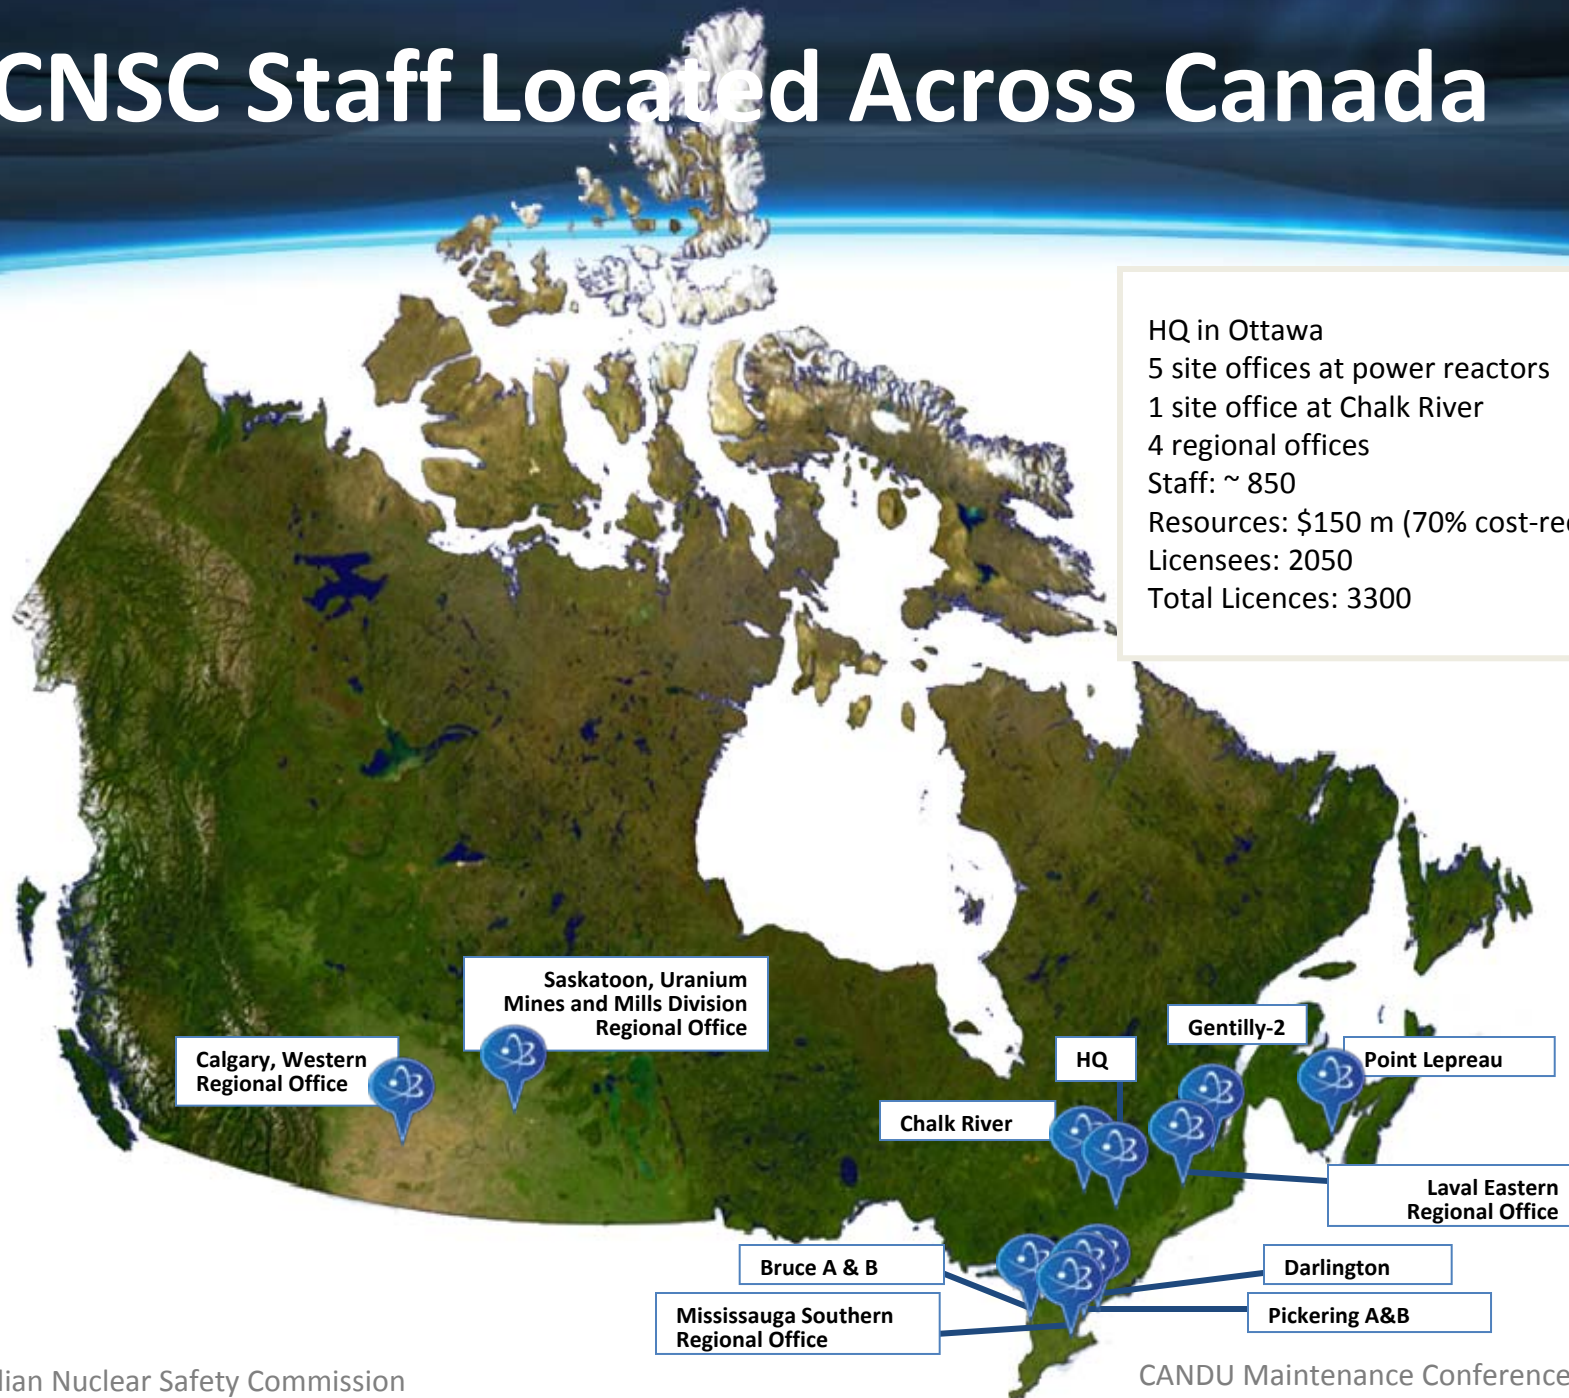 CNSC Staff Located Across Canada
HQ in Ottawa
5 site offices at power reactors
1 site office at Chalk River
4 regional offices
Staff: ~ 850
Resources: $150 m (70% cost-rec
Licensees: 2050
Total Licences: 3300
Saskatoon, Uranium
Mines and Mills Division
Regional Office
Calgary, Western
Regional Office
Gentilly-2
HQ
Point Lepreau
Chalk River
Laval Eastern
Regional Office
Bruce A & B
Darlington
Mississauga Southern
Regional Office
Pickering A&B
dian Nuclear Safety Commission
CANDU Maintenance Conference